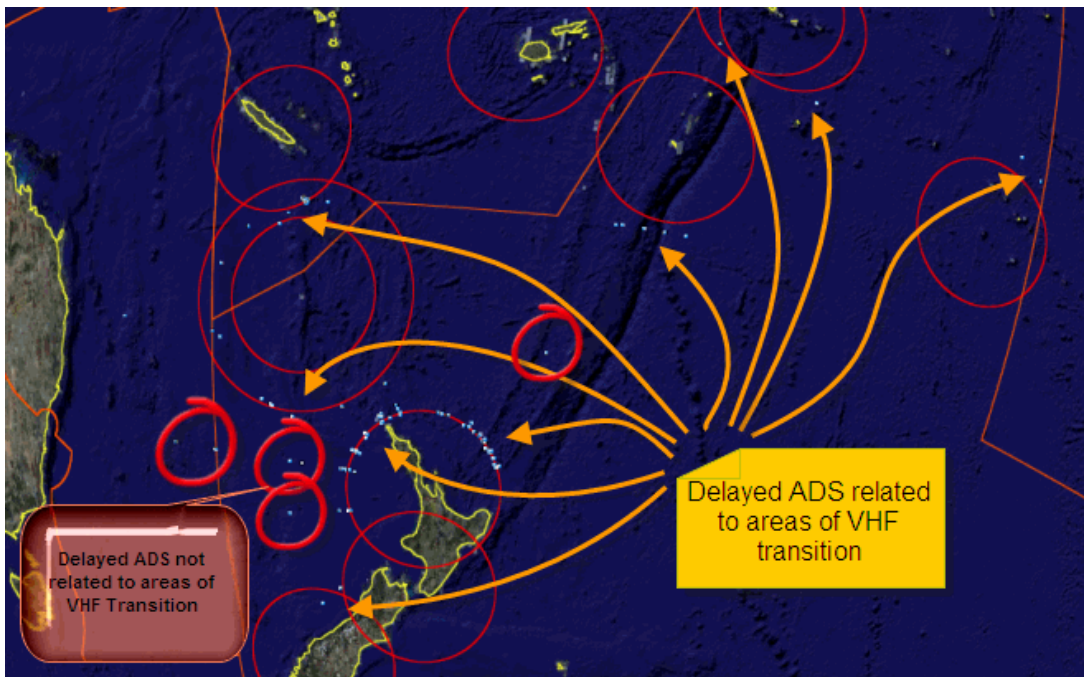 Delayed ADS related
to areas of VHF
transition
Delayed ADS not
related to areas of
VHF Transition